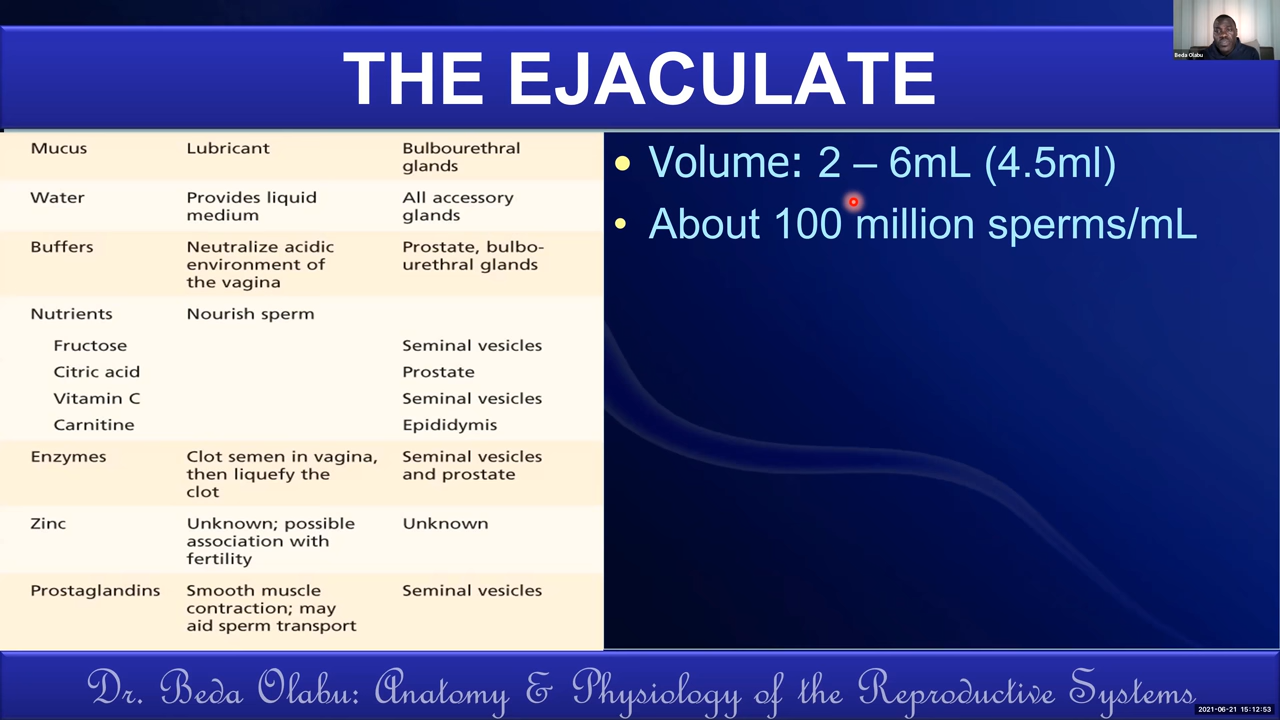 Beda Olabu
THE EJACULATE
Mucus Lubricant Bulbourethral
glands
Water Provides liquid All accessory
medium glands
Buffers Neutralize acidic Prostate, bulbo-
environment of urethral glands
the vagina
Nutrients Nourish sperm
Fructose Seminal vesicles
Citric acid Prostate
Vitamin C Seminal vesicles
Carnitine Epididymis
Enzymes Clot semen in vagina, Seminal vesicles
then liquefy the and prostate
clot
Zinc Unknown; possible Unknown
association with
fertility
Prostaglandins Smooth muscle Seminal vesicles
contraction; may
aid sperm transport
• Volume: 2 – 6mL (4.5ml)
• About 100 million sperms/mL
Dr. Beda Olabu: Anatomy & Physiology of the Reproductive Systems
2021-06-21 15:12:53